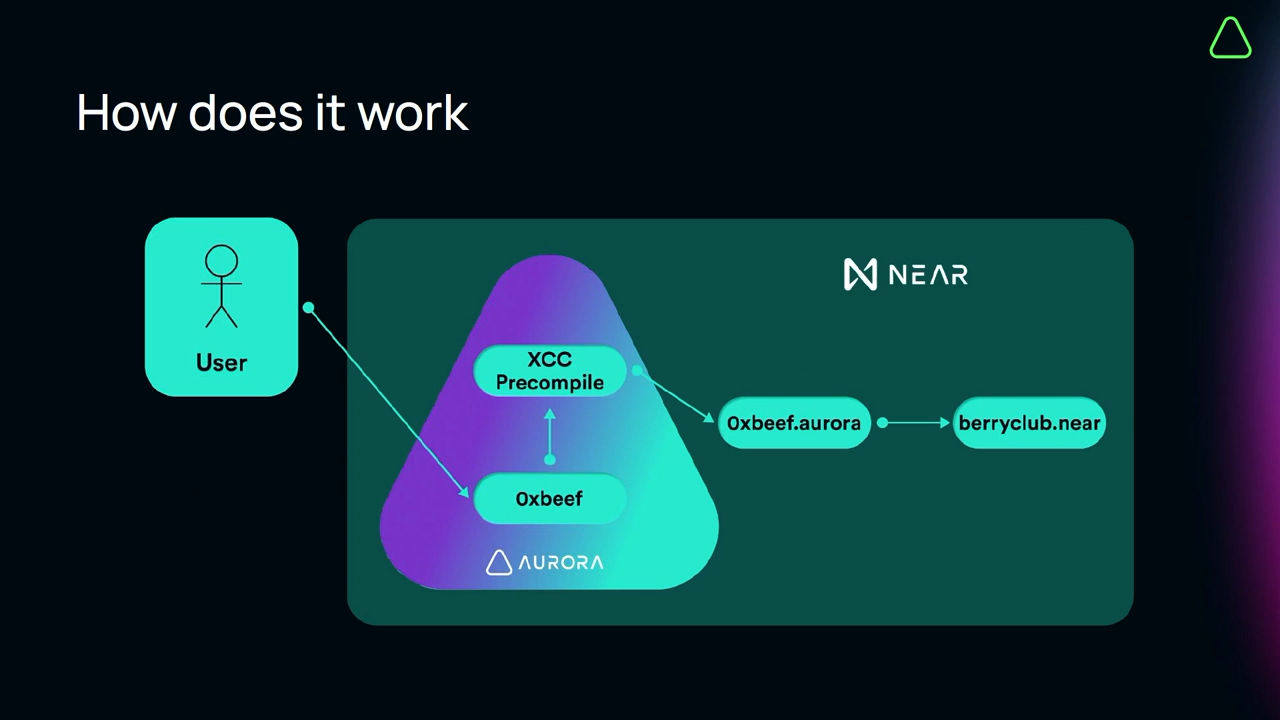 How does it work
User
NEAR
XCC
Precompile
0xbeef.aurora
berryclub.near
0xbeef
AURORA